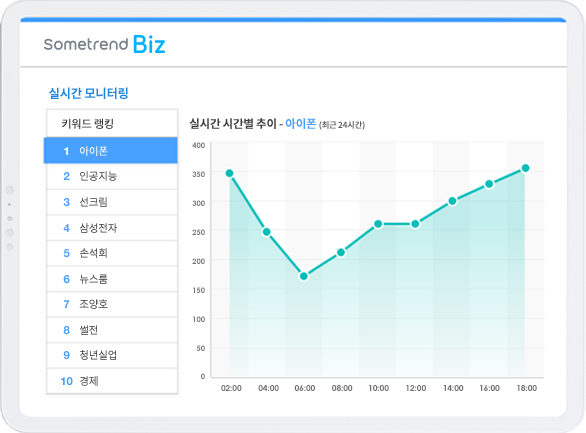 Sometrend Biz
실시간 모니터링
키워드 랭킹
1 아이폰
2 인공지능
3 선크림
4 삼성전자
5 손석희
6 뉴스룸
7 조양호
8 썰전
9 청년실업
10 경제
실시간 시간별 추이 - 아이폰 (최근 24시간)
400
350
300
250
200
150
100
50
0
02:00 04:00 06:00 08:00 10:00 12:00 14:00 16:00 18:00